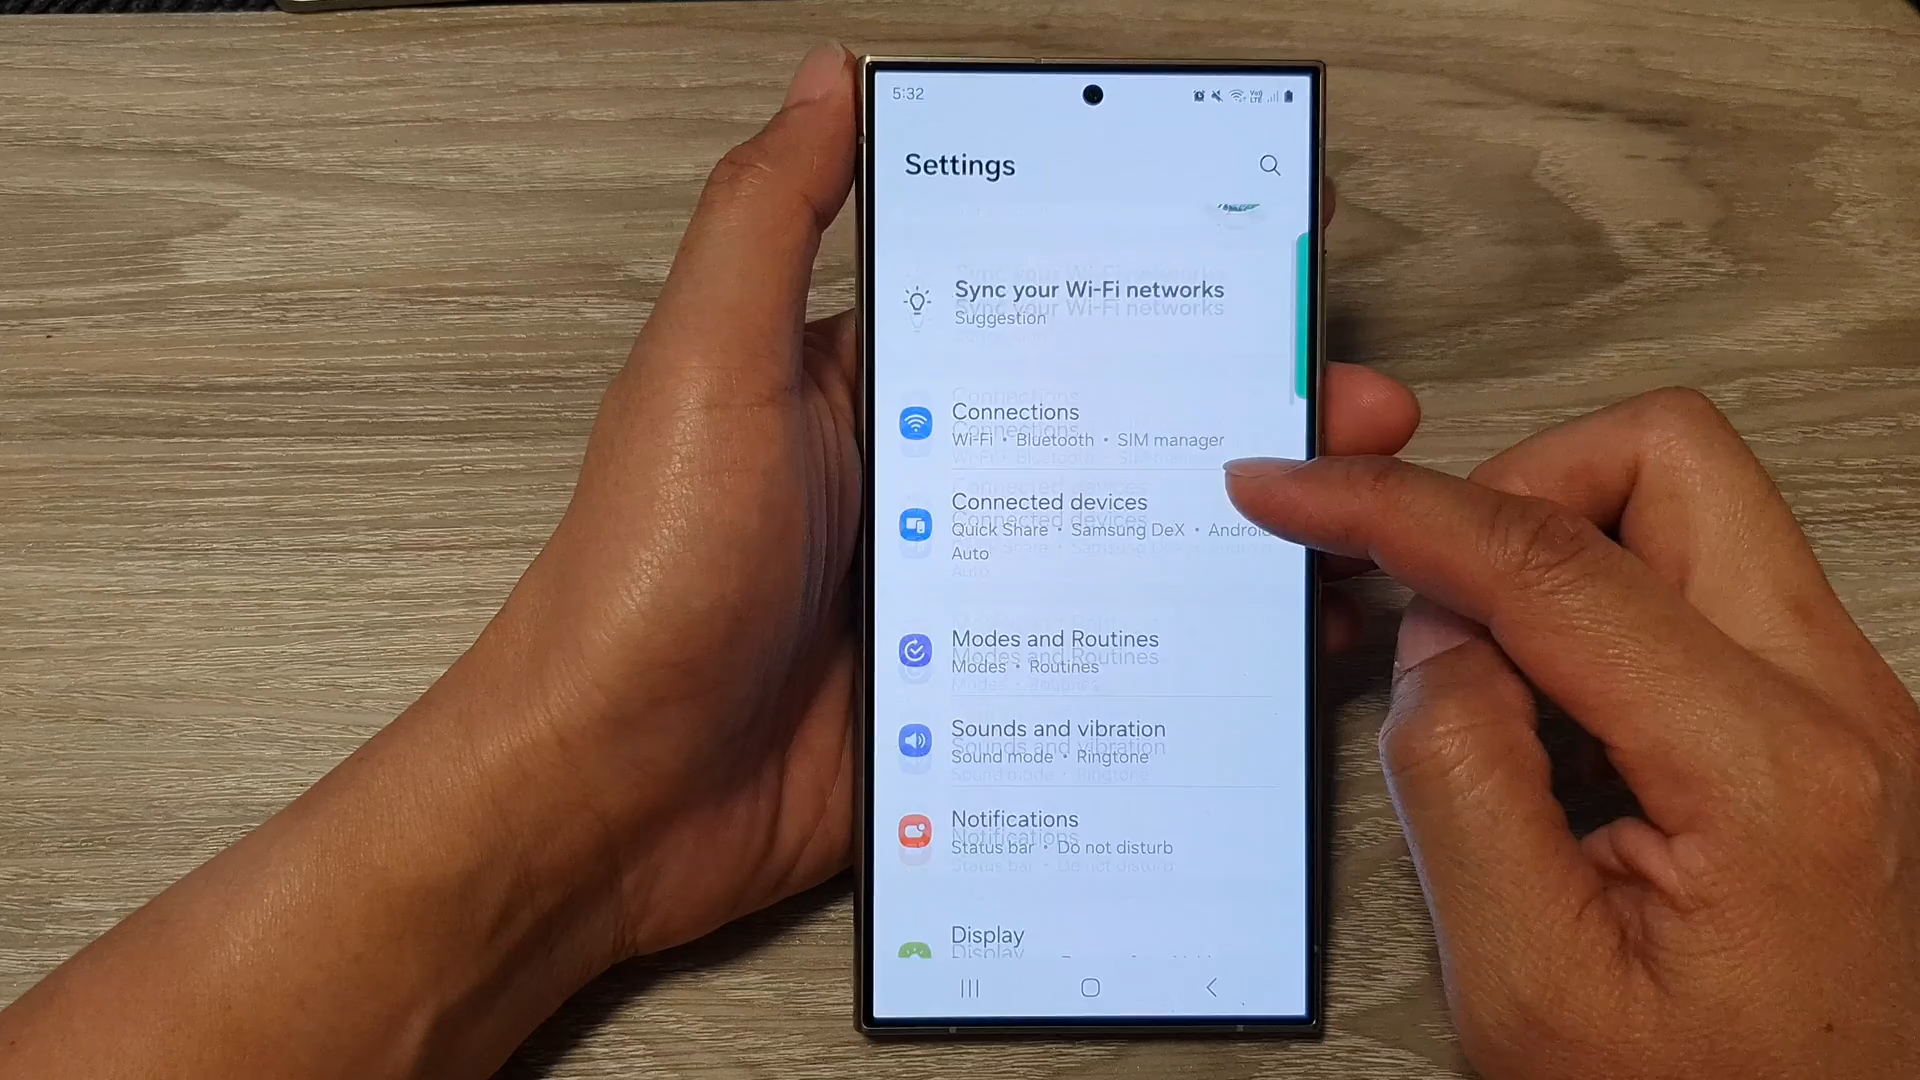 5:32
Settings
Sync your Wi-Fi networks
Suggestion
Connections
Wi-Fi • Bluetooth • SIM manager
Connected devices
Quick Share • Samsung DeX • Android
Auto
Modes and Routines
Modes • Routines
Sounds and vibration
Sound mode • Ringtone
Notifications
Status bar • Do not disturb
Display